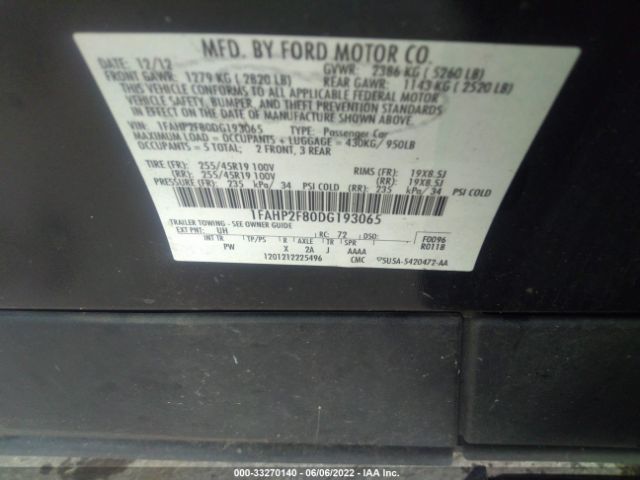 MFD. BY FORD MOTOR CO.
DATE: 12/12 GVWR: 2386 KG ( 5260 LB)
FRONT GAWR: 1279 KG ( 2820 LB) REAR GAWR: 1143 KG ( 2520 LB)
THIS VEHICLE CONFORMS TO ALL APPLICABLE FEDERAL MOTOR
VEHICLE SAFETY, BUMPER, AND THEFT PREVENTION STANDARDS
IN EFFECT ON THE DATE OF MANUFACTURE SHOWN ABOVE.
VIN: 1FAHP2F80DG193065 TYPE: Passenger Car
MAXIMUM LOAD = OCCUPANTS + LUGGAGE = 430KG/ 950LB
OCCUPANTS = 5 TOTAL; 2 FRONT, 3 REAR
TIRE (FR): 255/45R19 100V RIMS (FR): 19X8.5J
(RR): 255/45R19 100V (RR): 19X8.5J
PRESSURE (FR): 235 kPa/ 34 PSI COLD (RR): 235 kPa/ 34 PSI COLD
1FAHP2F80DG193065
TRAILER TOWING - SEE OWNER GUIDE
EXT PNT: UH RC: 72 DSO: F0096
INT TR TP/PS R AXLE TR SPR R0118
PW X 2A J AAAA
1201212225496 CMC 5USA-5420472-AA
000-33270140 - 06/06/2022 - IAA Inc.